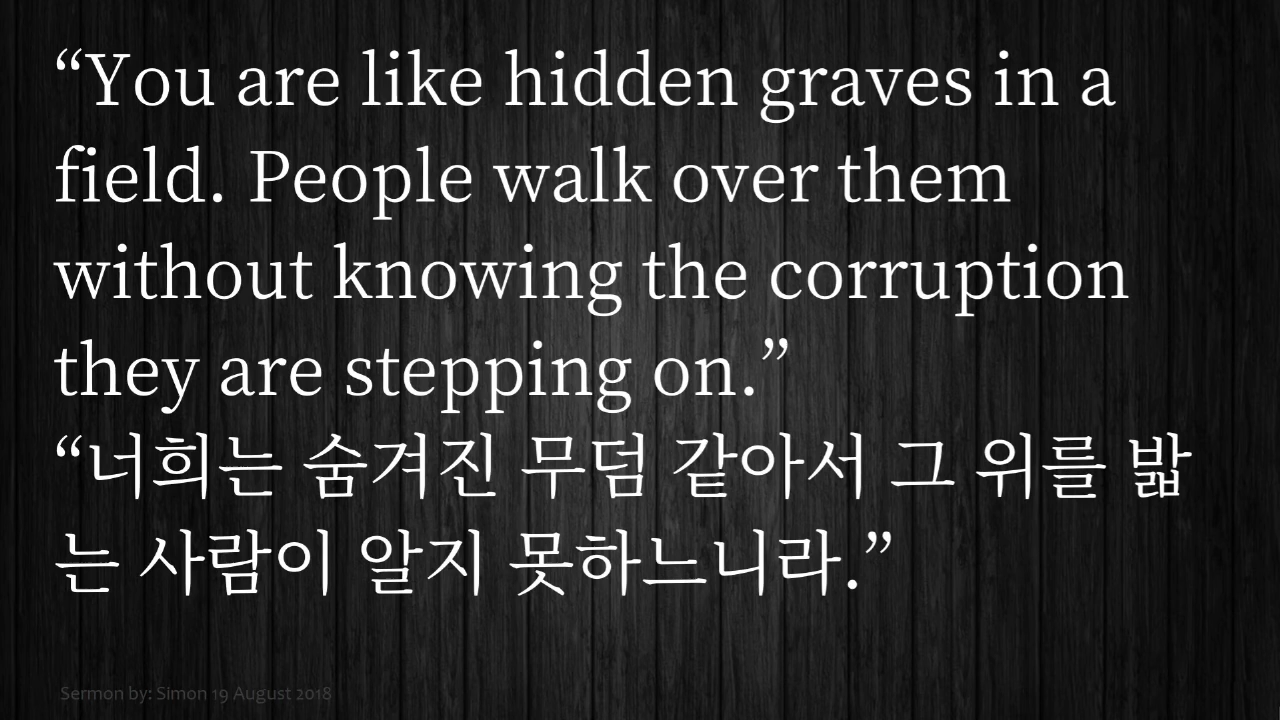 “You are like hidden graves in a
field. People walk over them
without knowing the corruption
they are stepping on.”
“너희는 숨겨진 무덤 같아서 그 위를 밟
는 사람이 알지 못하느니라.”
Sermon by: Simon 19 August 2018